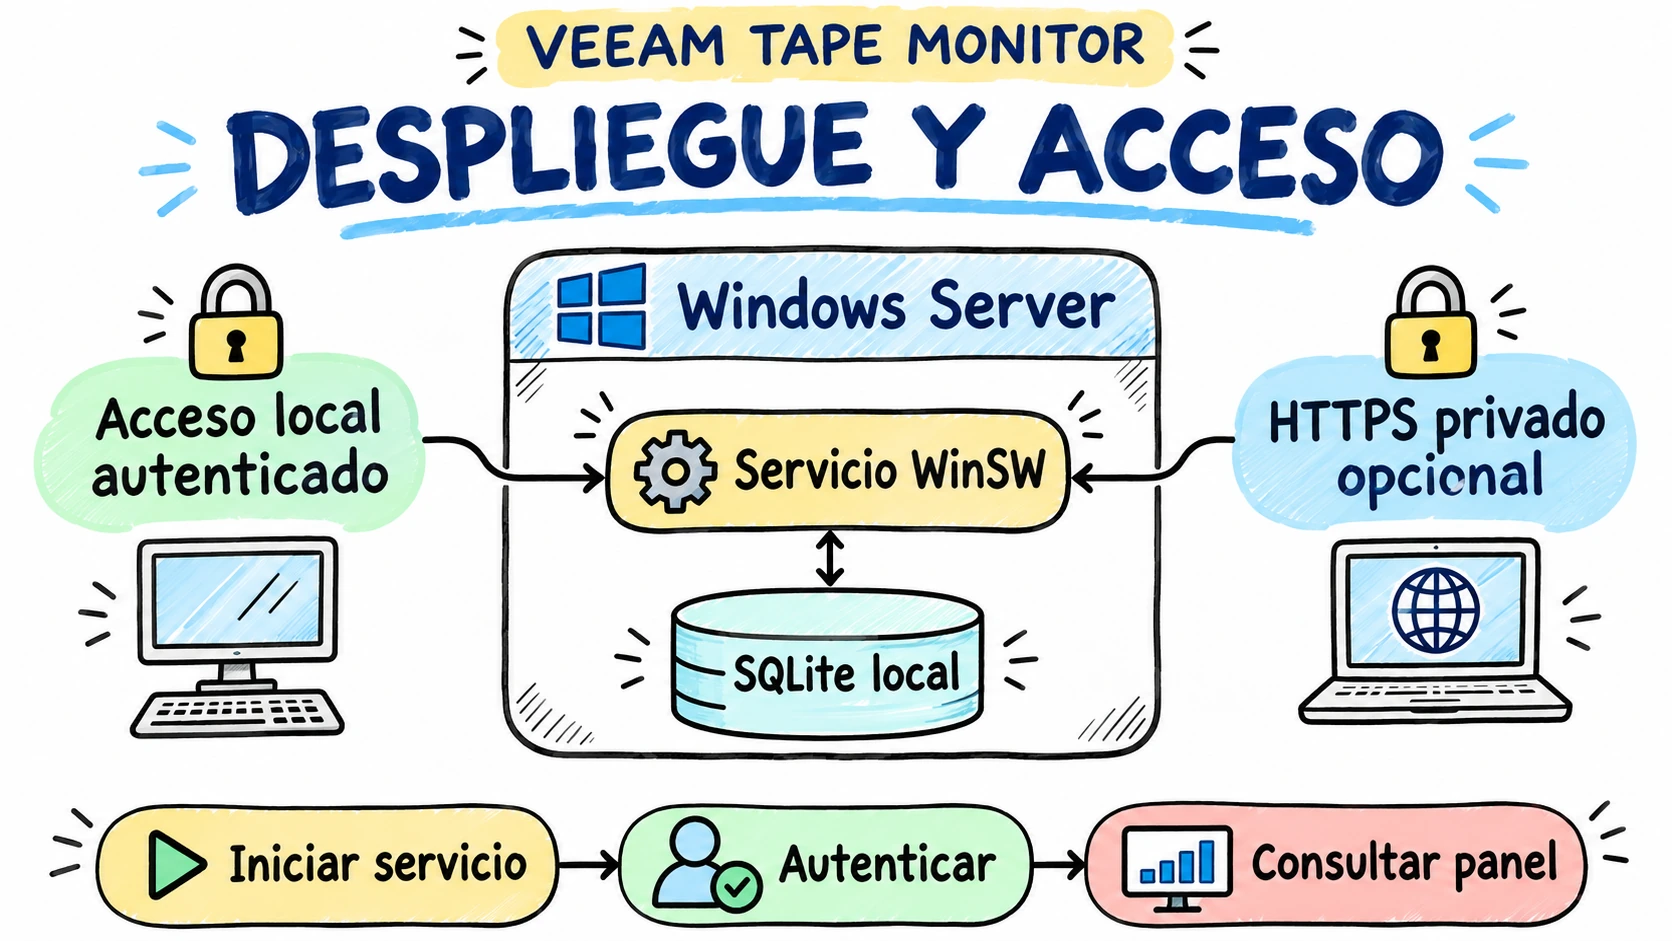 VEEAM TAPE MONITOR
DESPLIEGUE Y ACCESO
Windows Server
Acceso local
autenticado
Servicio WinSW
HTTPS privado
opcional
SQLite local
Iniciar servicio
Autenticar
Consultar panel